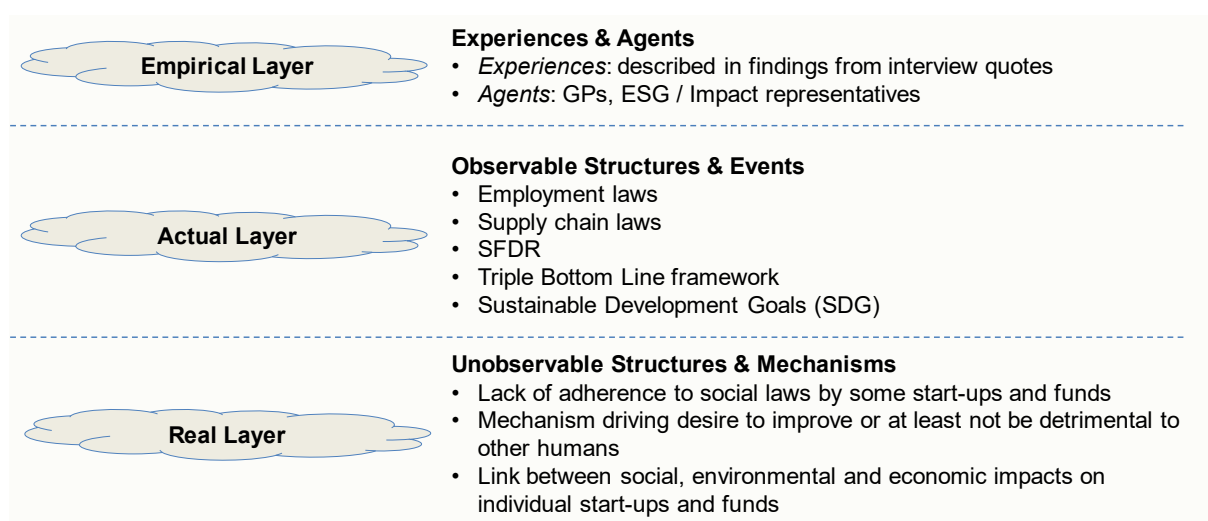 Empirical Layer
Experiences & Agents
• Experiences: described in findings from interview quotes
• Agents: GPs, ESG / Impact representatives
Actual Layer
Observable Structures & Events
• Employment laws
• Supply chain laws
• SFDR
• Triple Bottom Line framework
• Sustainable Development Goals (SDG)
Real Layer
Unobservable Structures & Mechanisms
• Lack of adherence to social laws by some start-ups and funds
• Mechanism driving desire to improve or at least not be detrimental to
other humans
• Link between social, environmental and economic impacts on
individual start-ups and funds